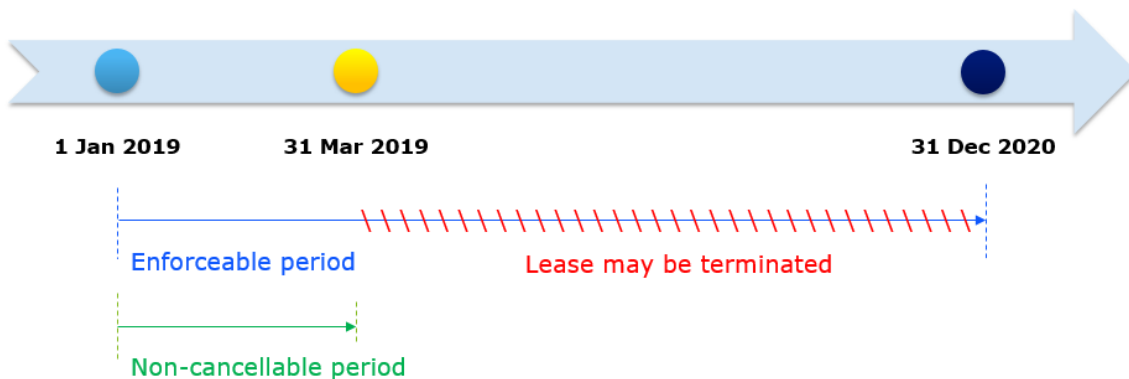 1 Jan 2019
31 Mar 2019
31 Dec 2020
Enforceable period
Lease may be terminated
Non-cancellable period